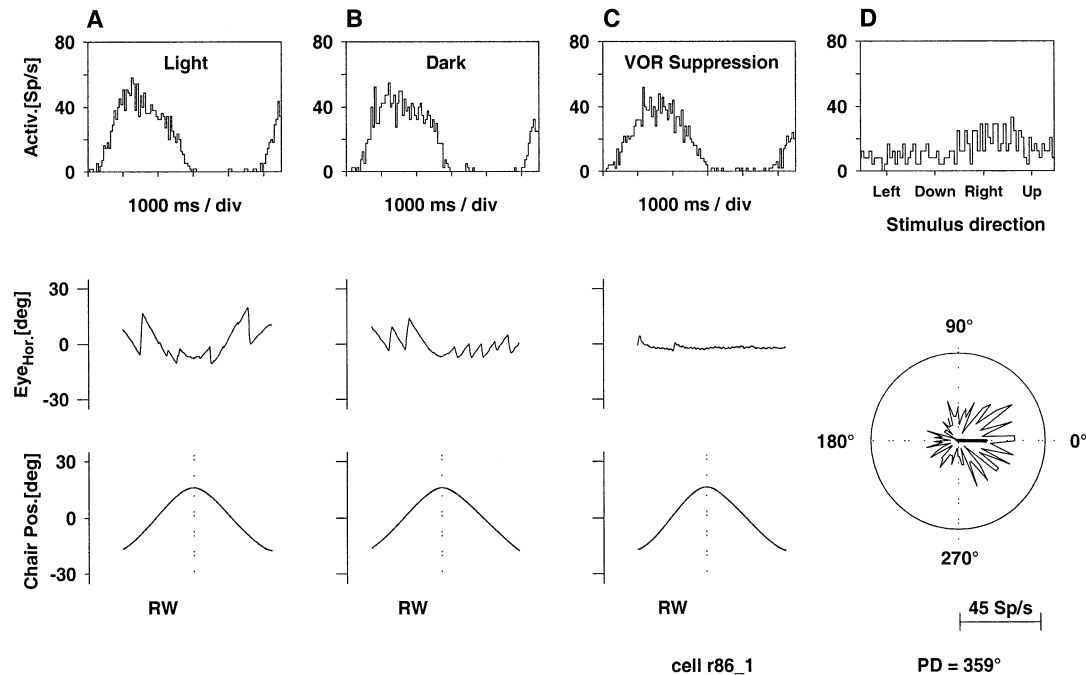 A B C D
80 80 80 80
Light Dark VOR Suppression
Activ.[Sp/s]
40 40 40 40
0 0 0 0
Left Down Right Up
1000 ms / div 1000 ms / div 1000 ms / div
Stimulus direction
30
Eye Hor.[deg]
0
-30
90°
180° 0°
270°
30
Chair Pos.[deg]
0
-30
RW RW RW
45 Sp/s
cell r86_1 PD = 359°